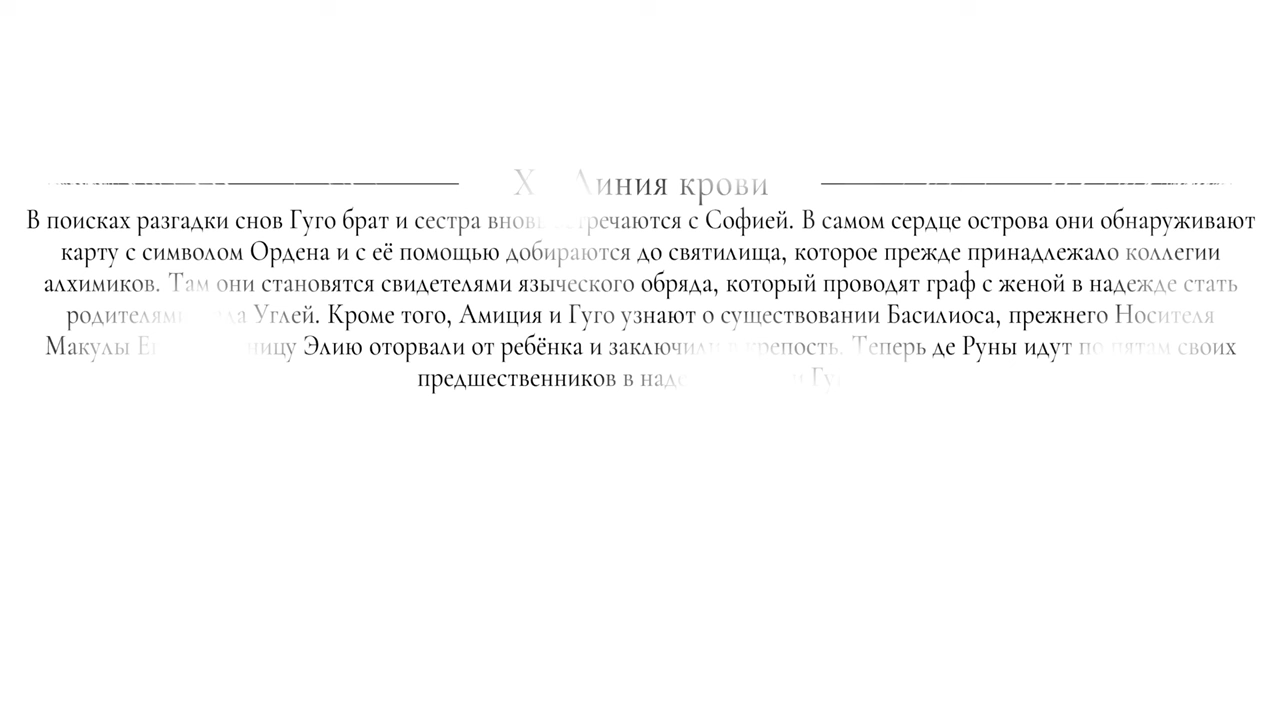 Линия крови
В поисках разгадки снов Гуго брат и сестра вновь встречаются с Софией. В самом сердце острова они обнаруживают
карту с символом Ордена и с её помощью добираются до святилища, которое прежде принадлежало коллегии
алхимиков. Там они становятся свидетелями языческого обряда, который проводят граф с женой в надежде стать
родителями Углей. Кроме того, Амиция и Гуго узнают о существовании Басилиоса, прежнего Носителя
Макулы Элию оторвали от ребёнка и заключили в крепость. Теперь де Руны идут по пятам своих
предшественников в